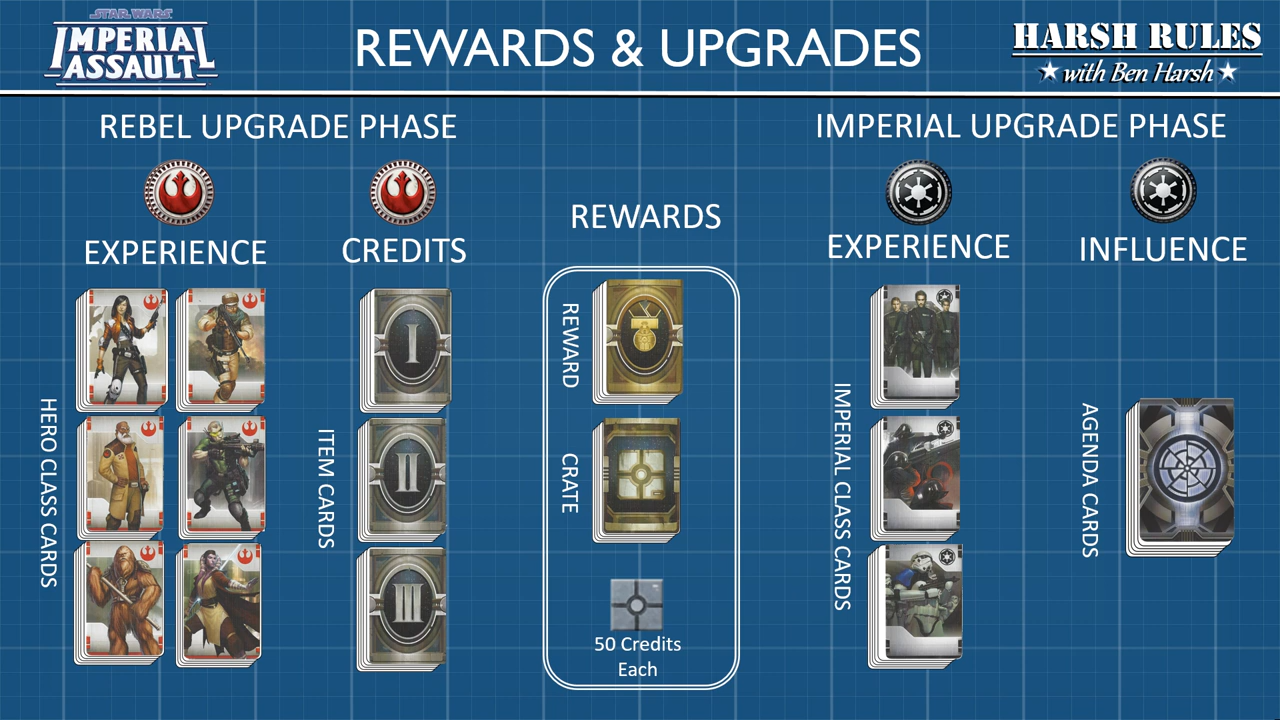 STAR WARS
IMPERIAL
ASSAULT
REWARDS & UPGRADES
HARSH RULES
with Ben Harsh
REBEL UPGRADE PHASE
EXPERIENCE
CREDITS
HERO CLASS CARDS
ITEM CARDS
I
II
III
REWARDS
REWARD
CRATE
50 Credits
Each
IMPERIAL UPGRADE PHASE
EXPERIENCE
INFLUENCE
IMPERIAL CLASS CARDS
AGENDA CARDS